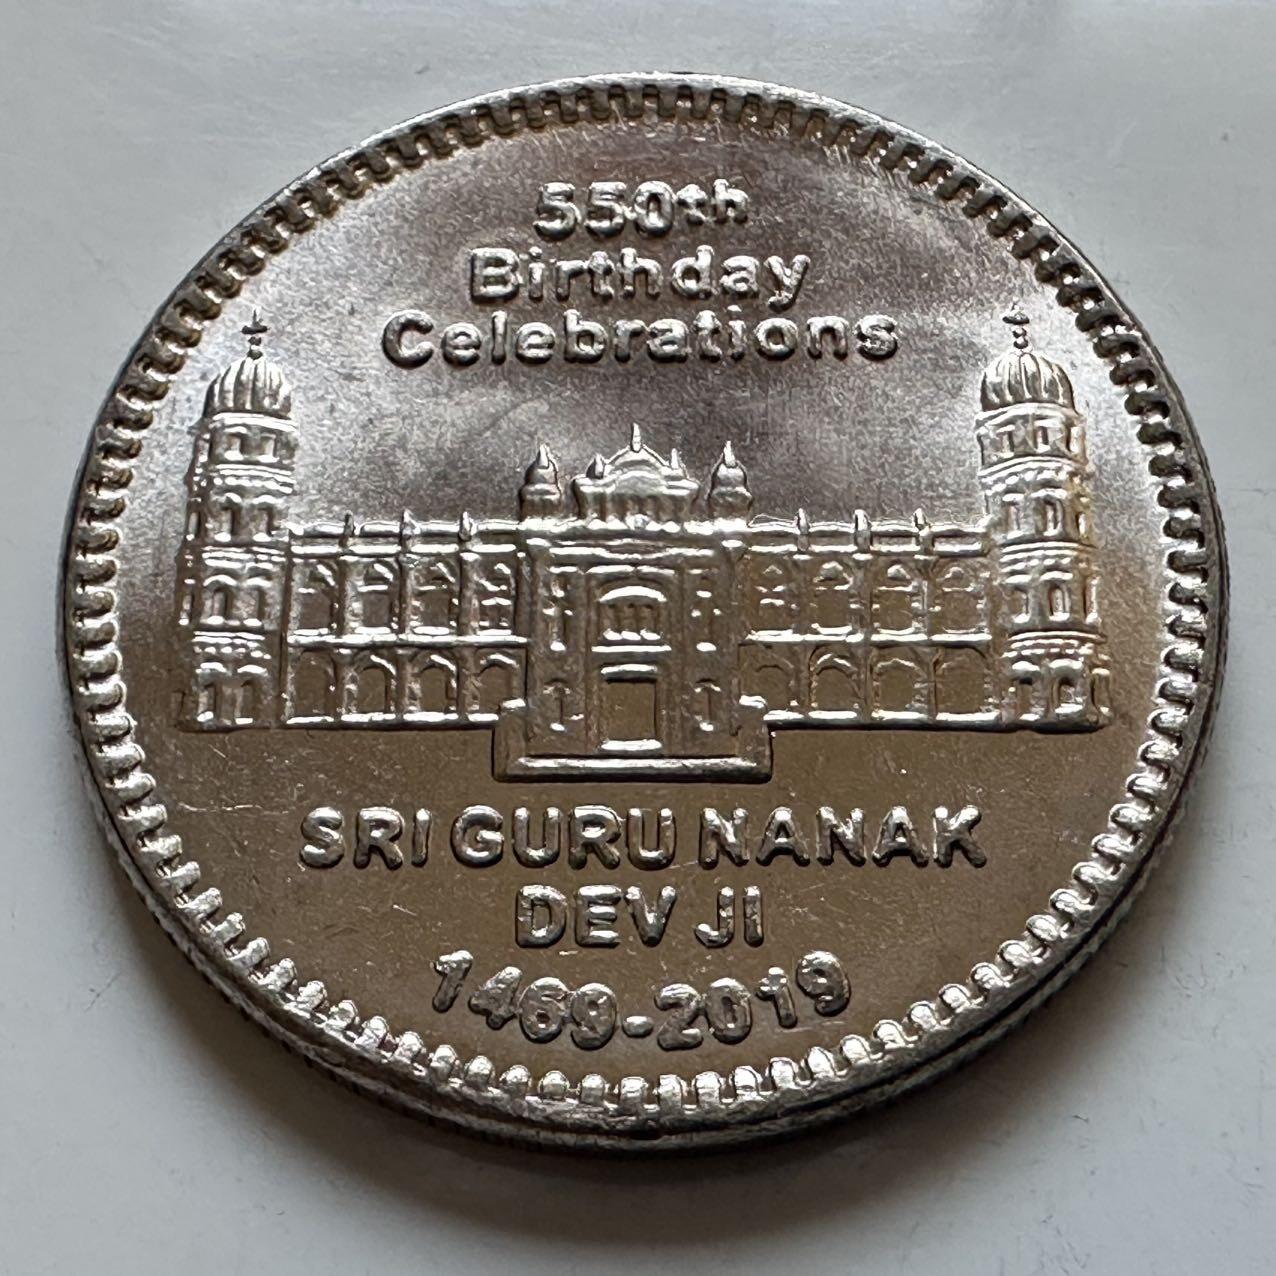 550th
Birthday
Celebrations
SRI GURU NANAK
DEV JI
1469-2019